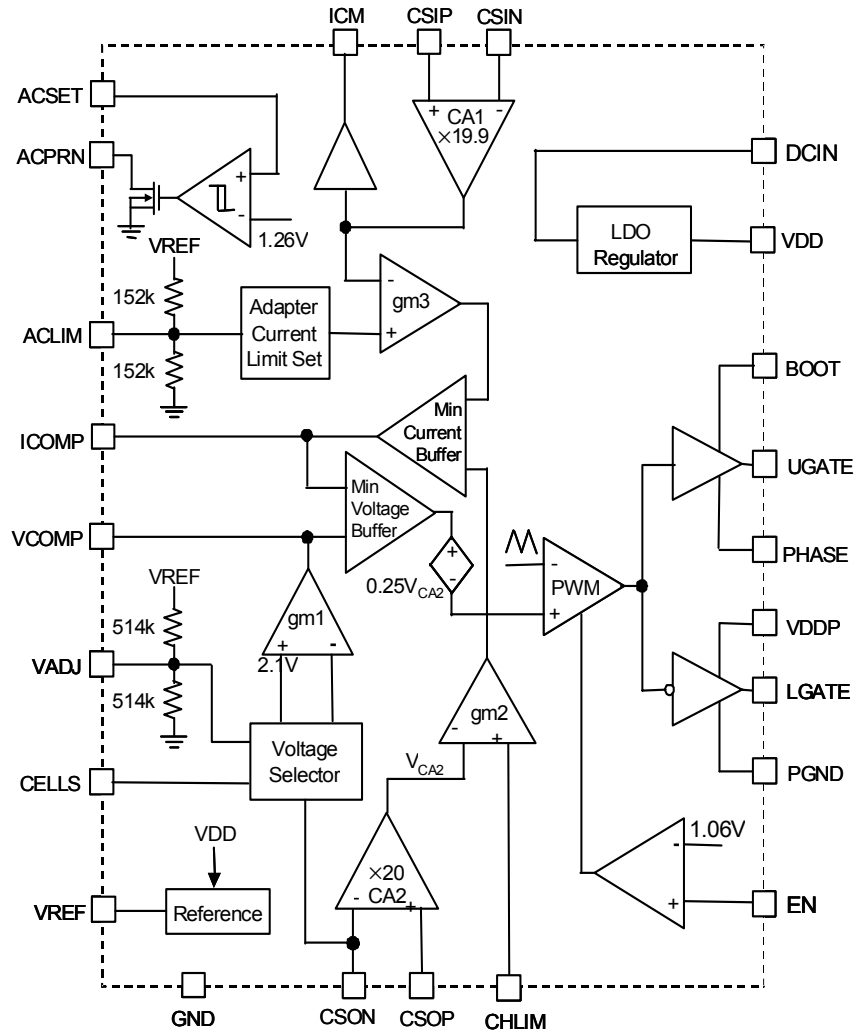 ICM
CSIP
CSIN
ACSET
+
CA1
-
×19.9
ACPRN
DCIN
+
-
1.26V
LDO
Regulator
VDD
VREF
152k
-
gm3
+
Adapter
Current
Limit Set
ACLIM
152k
BOOT
Min
Current
Buffer
ICOMP
UGATE
Min
Voltage
Buffer
VCOMP
+
-
0.25VCA2
-
PWM
+
PHASE
VREF
514k
gm1
+
-
2.1V
VDDP
VADJ
514k
LGATE
gm2
-
+
Voltage
Selector
PGND
CELLS
VCA2
VDD
1.06V
-
×20
-
CA2
+
VREF
Reference
+
EN
GND
CSON
CSOP
CHLIM